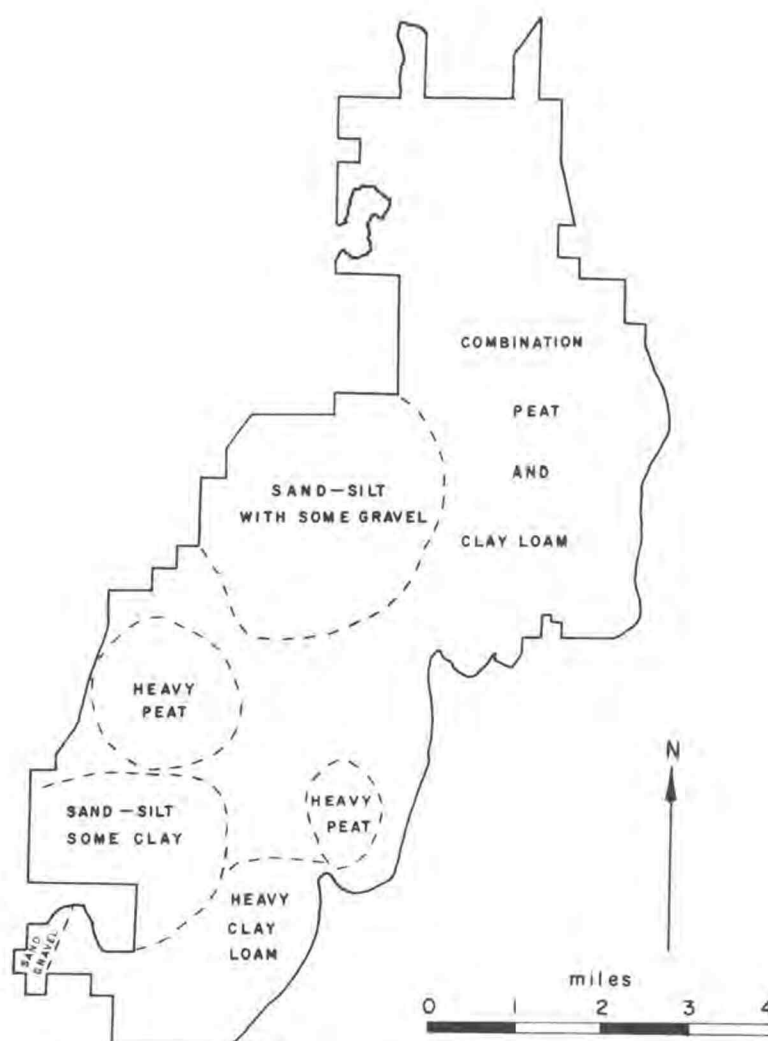 COMBINATION
PEAT
AND
CLAY LOAM
SAND–SILT
WITH SOME GRAVEL
HEAVY
PEAT
HEAVY
PEAT
SAND–SILT
SOME CLAY
HEAVY
CLAY
LOAM
SAND
GRAVEL
N
miles
0 1 2 3 4